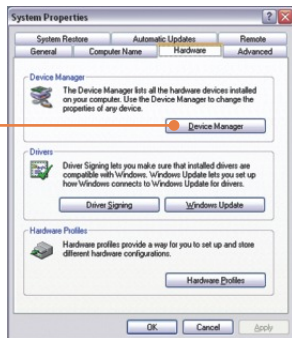 System Properties
System Restore Automatic Updates Remote
General Computer Name Hardware Advanced
Device Manager
The Device Manager lists all the hardware devices installed
on your computer. Use the Device Manager to change the
properties of any device.
Device Manager
Drivers
Driver Signing lets you make sure that installed drivers are
compatible with Windows. Windows Update lets you set up
how Windows connects to Windows Update for drivers.
Driver Signing Windows Update
Hardware Profiles
Hardware profiles provide a way for you to set up and store
different hardware configurations.
Hardware Profiles
OK Cancel Apply